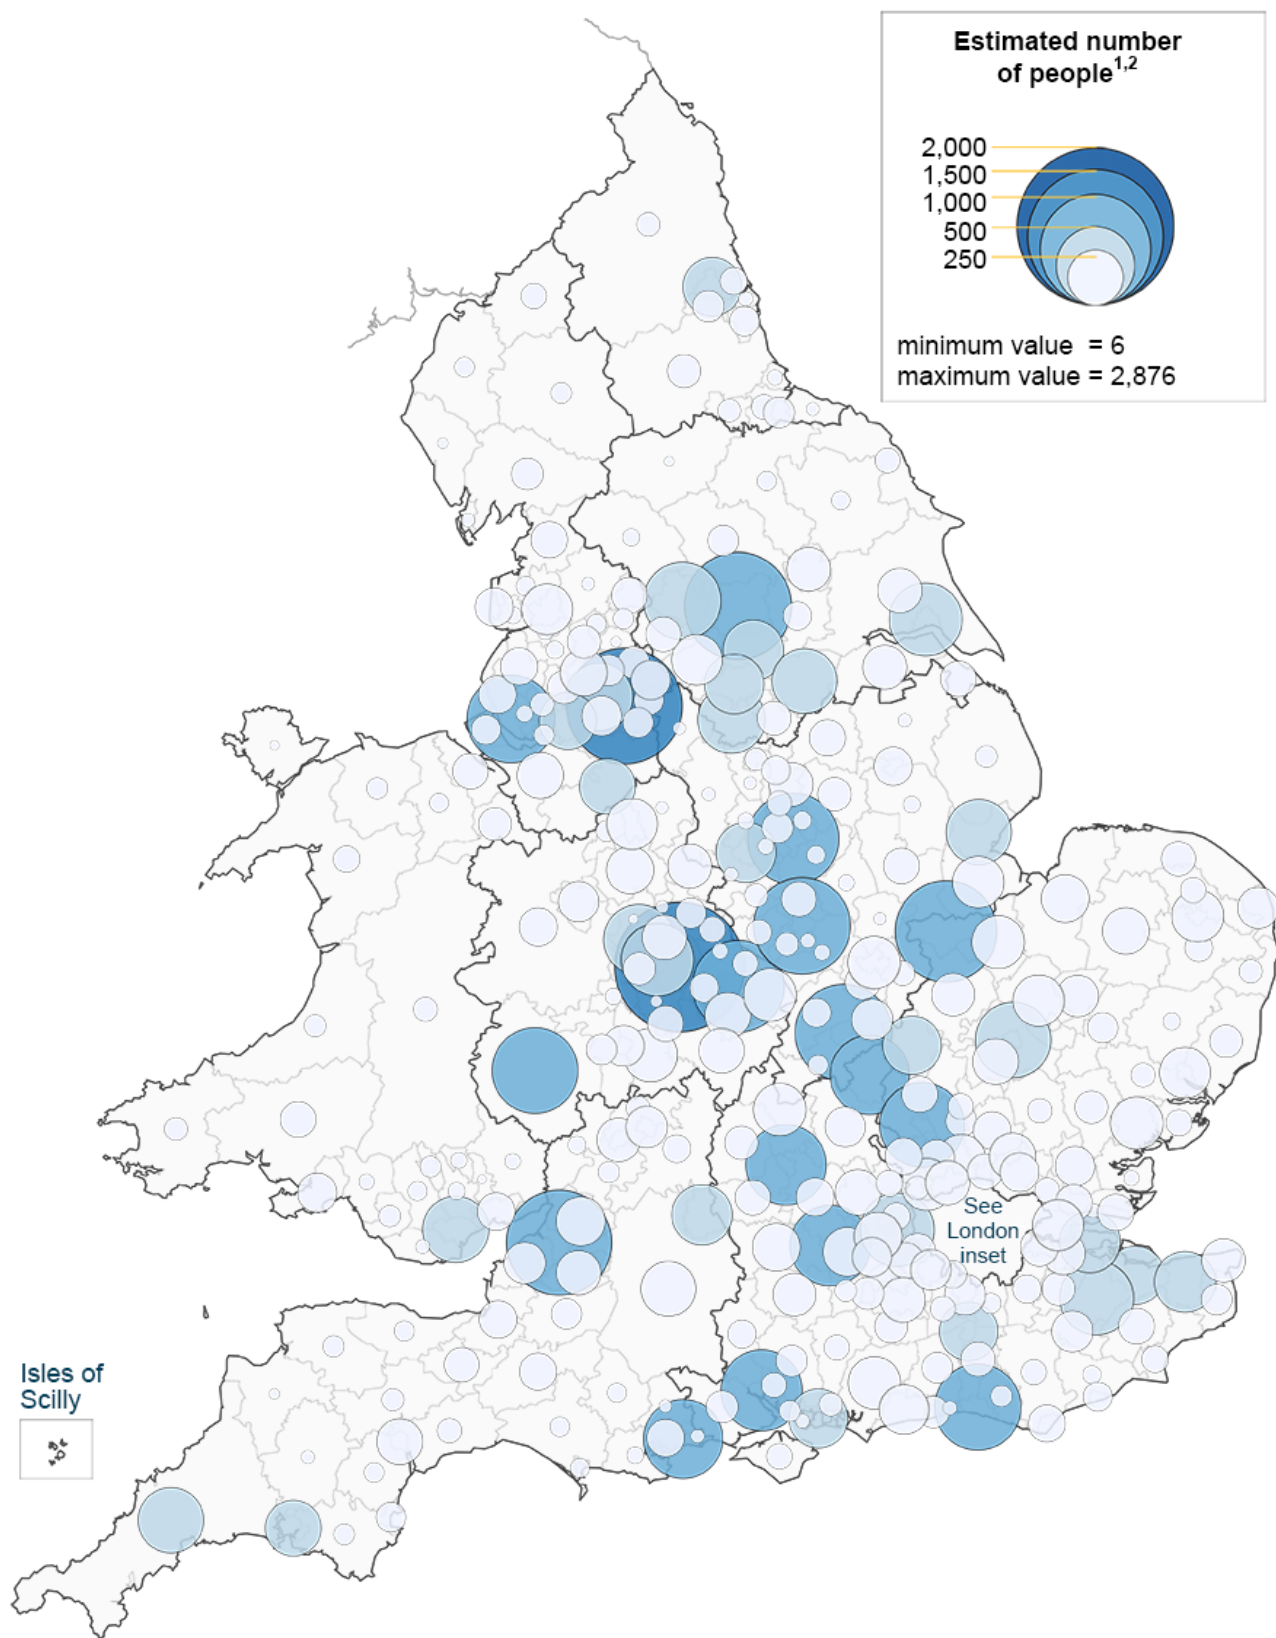 Estimated number
of people1,2
2,000
1,500
1,000
500
250
minimum value = 6
maximum value = 2,876
See
London
inset
Isles of
Scilly